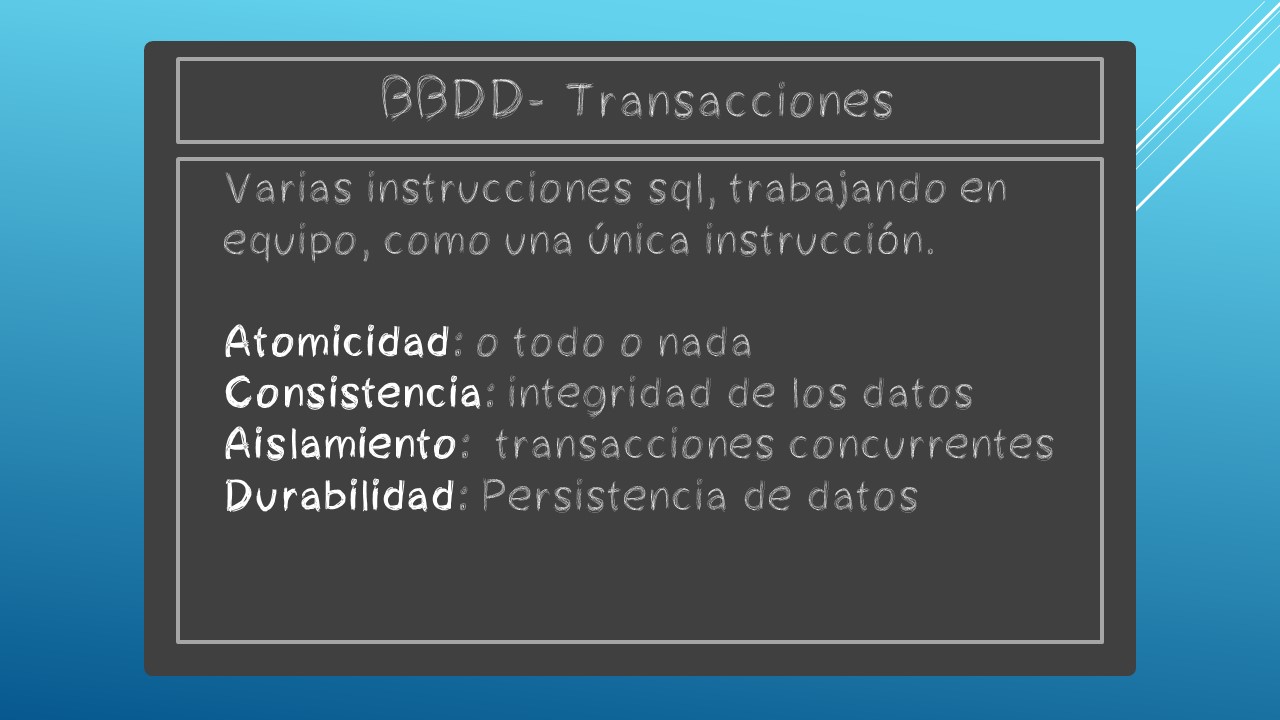 BBDD- Transacciones
Varias instrucciones sql, trabajando en
equipo, como una única instrucción.
Atomicidad: o todo o nada
Consistencia: integridad de los datos
Aislamiento: transacciones concurrentes
Durabilidad: Persistencia de datos